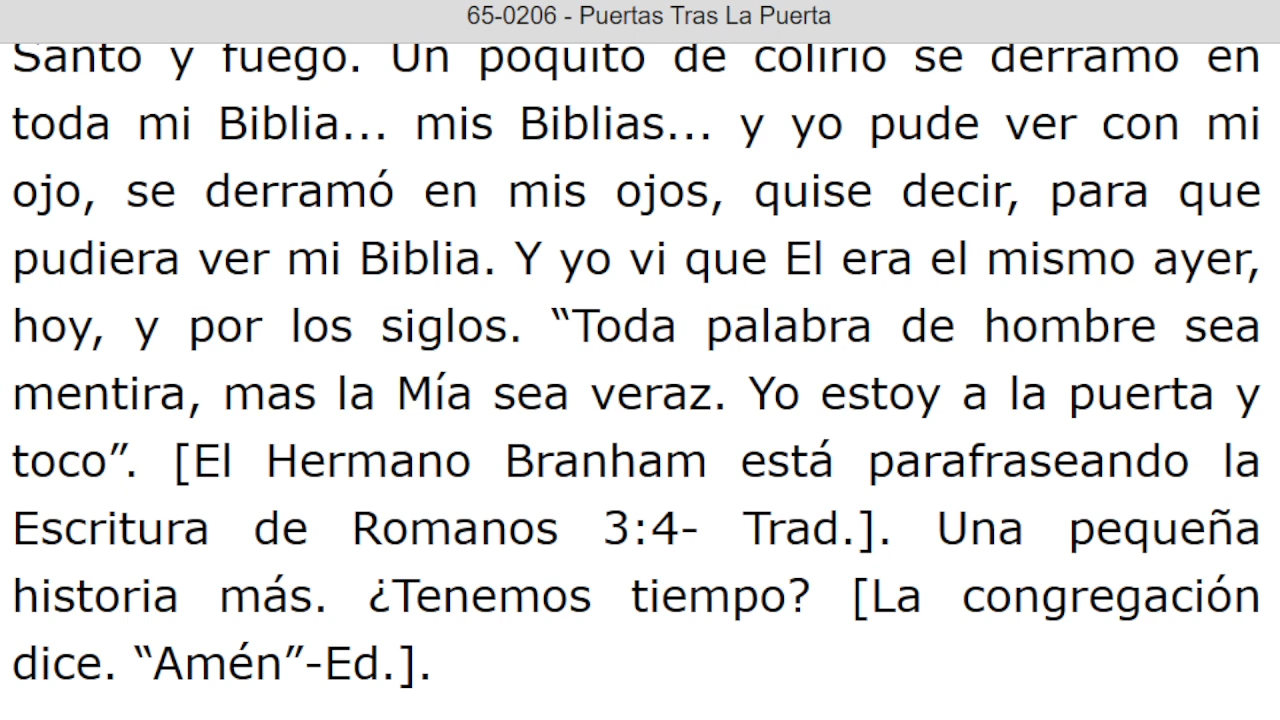 65-0206 - Puertas Tras La Puerta
Santo y fuego. Un poquito de colirio se derramó en
toda mi Biblia... mis Biblias... y yo pude ver con mi
ojo, se derramó en mis ojos, quise decir, para que
pudiera ver mi Biblia. Y yo vi que El era el mismo ayer,
hoy, y por los siglos. “Toda palabra de hombre sea
mentira, mas la Mía sea veraz. Yo estoy a la puerta y
toco”. [El Hermano Branham está parafraseando la
Escritura de Romanos 3:4- Trad.]. Una pequeña
historia más. ¿Tenemos tiempo? [La congregación
dice. “Amén”-Ed.].